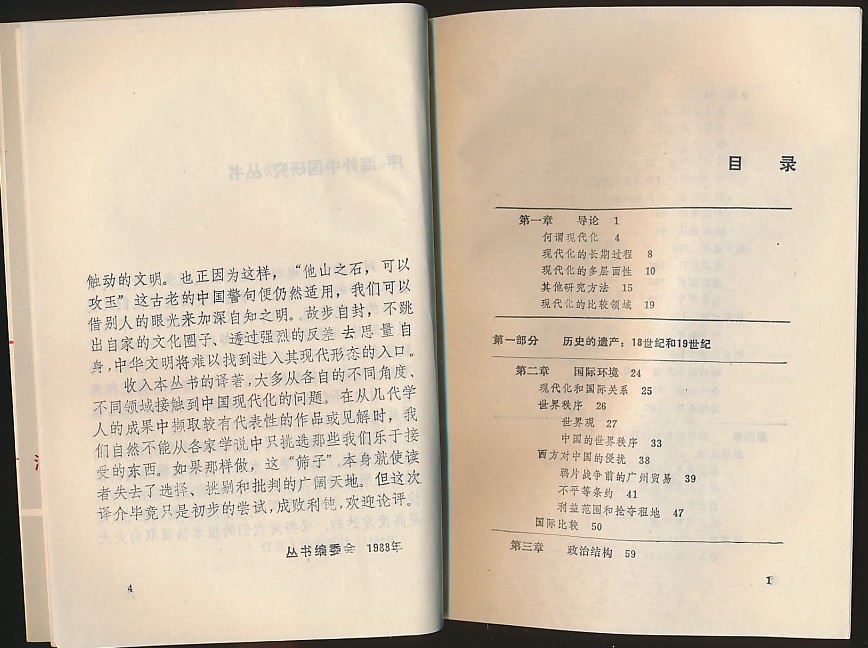 触动的文明。也正因为这样，“他山之石，可以
攻玉”这古老的中国警句便仍然适用，我们可以
借别人的眼光来加深自知之明。故步自封，不跳
出自家的文化圈子、透过强烈的反差去思量自
身，中华文明将难以找到进入其现代形态的入口。
收入本丛书的译著，大多从各自的不同角度、
不同领域接触到中国现代化的问题，在从几代学
人的成果中撷取较有代表性的作品或见解时，我
们自然不能从各家学说中只挑选那些我们乐于接
受的东西。如果那样做，这“筛子”本身就使读
者失去了选择、挑剔和批判的广阔天地。但这次
译介毕竟只是初步的尝试，成败利钝，欢迎论评。
丛书编委会 1988年
4
目 录
第一章 导论 1
何谓现代化 4
现代化的长期过程 8
现代化的多层面性 10
其他研究方法 15
现代化的比较领域 19
第一部分 历史的遗产：18世纪和19世纪
第二章 国际环境 24
现代化和国际关系 25
世界秩序 26
世界观 27
中国的世界秩序 33
西方对中国的侵扰 38
鸦片战争前的广州贸易 39
不平等条约 41
利益范围和抢夺租地 47
国际比较 50
第三章 政治结构 59
1